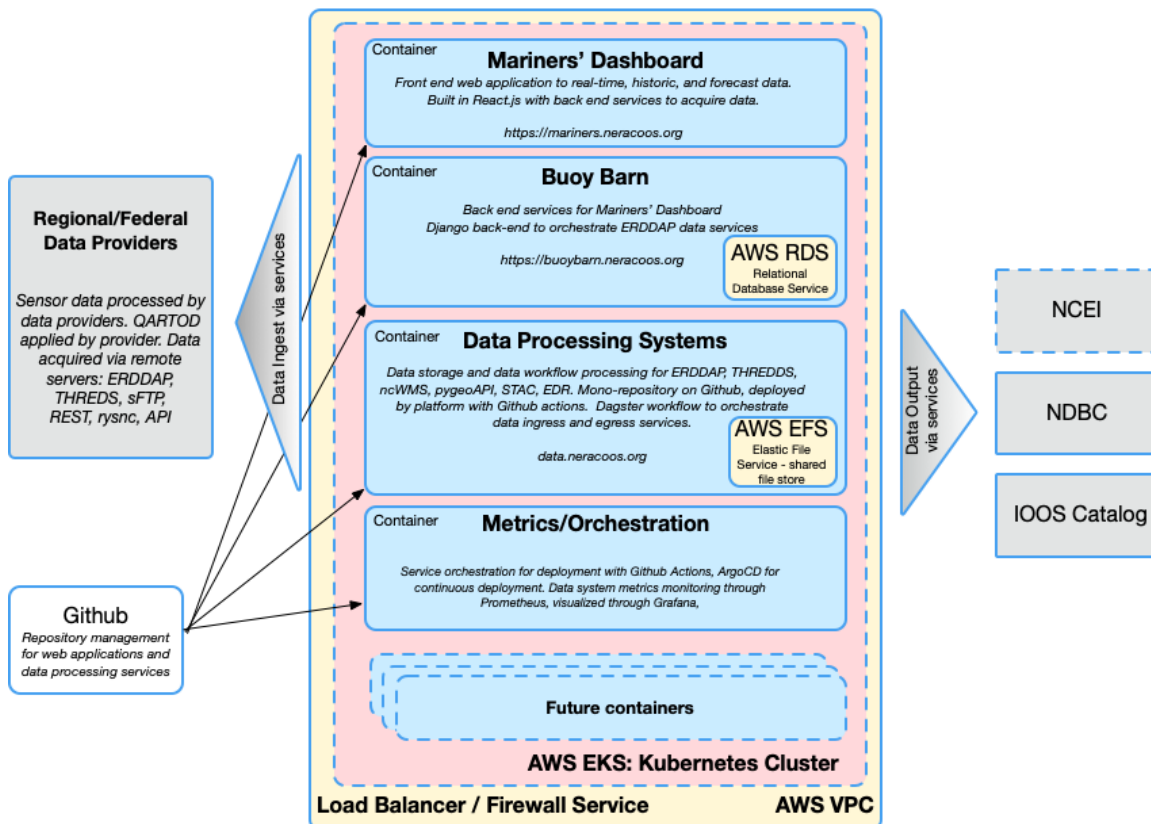 Regional/Federal
Data Providers
Sensor data processed by
data providers. QARTOD
applied by provider. Data
acquired via remote
servers: ERDDAP,
THREDS, sFTP,
REST, rysnc, API
Github
Repository management
for web applications and
data processing services
Data Ingest via services
Container
Mariners' Dashboard
Front end web application to real-time, historic, and forecast data.
Built in React.js with back end services to acquire data.
https://mariners.neracoos.org
Container
Buoy Barn
Back end services for Mariners' Dashboard
Django back-end to orchestrate ERDDAP data services
https://buoybarn.neracoos.org
AWS RDS
Relational
Database Service
Container
Data Processing Systems
Data storage and data workflow processing for ERDDAP, THREDDS,
ncWMS, pygeoAPI, STAC, EDR. Mono-repository on Github, deployed
by platform with Github actions.  Dagster workflow to orchestrate
data ingress and egress services.
data.neracoos.org
AWS EFS
Elastic File
Service - shared
file store
Container
Metrics/Orchestration
Service orchestration for deployment with Github Actions, ArgoCD for
continuous deployment. Data system metrics monitoring through
Prometheus, visualized through Grafana,
Future containers
AWS EKS: Kubernetes Cluster
Load Balancer / Firewall Service
AWS VPC
Data Output
via services
NCEI
NDBC
IOOS Catalog